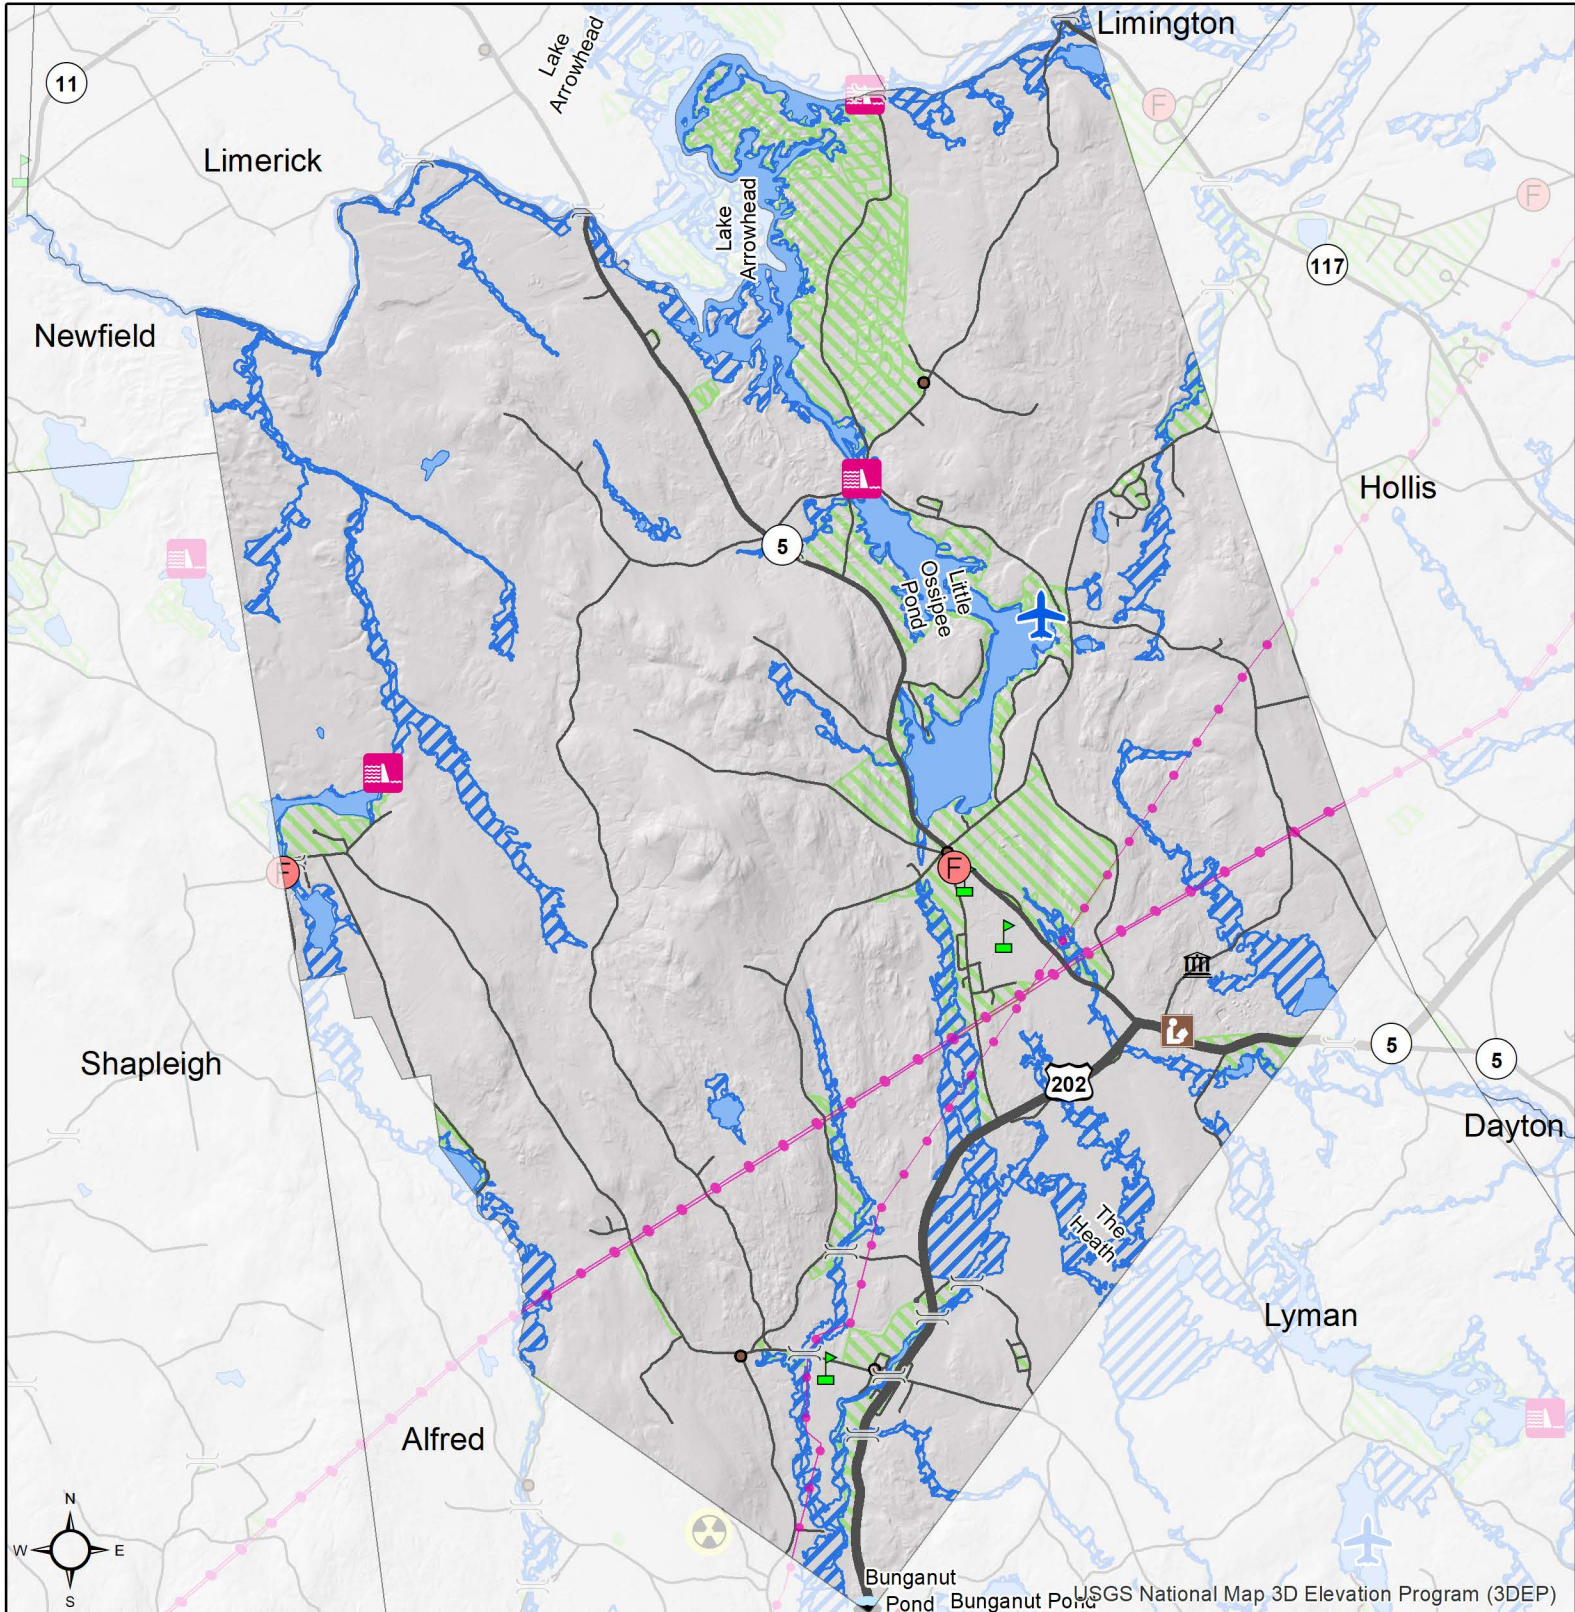 Limington
Lake
Arrowhead
11
Limerick
Lake
Arrowhead
F
F
117
Newfield
Hollis
5
Little
Ossipee
Pond
F
F
5
5
202
Shapleigh
Dayton
The
Heath
Lyman
Alfred
N
W
E
S
Bunganut
Pond
Bunganut Pond
USGS National Map 3D Elevation Program (3DEP)